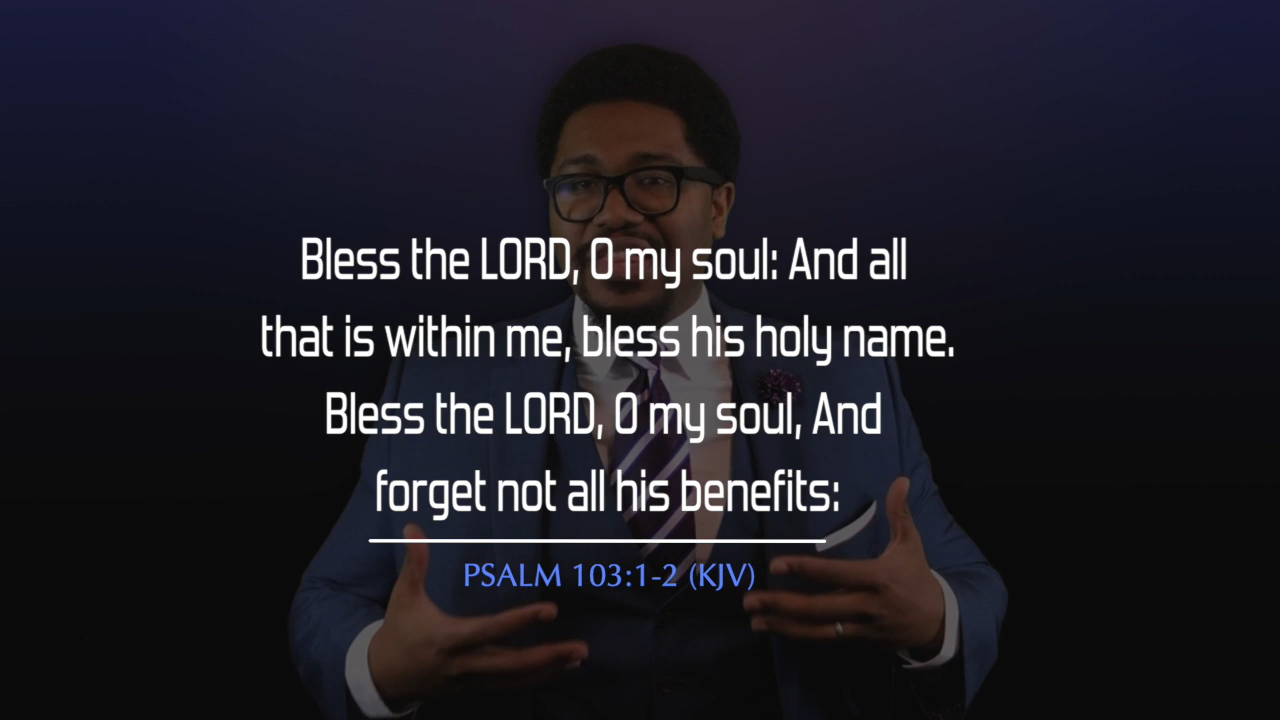 Bless the LORD, O my soul: And all
that is within me, bless his holy name.
Bless the LORD, O my soul, And
forget not all his benefits:
PSALM 103:1-2 (KJV)